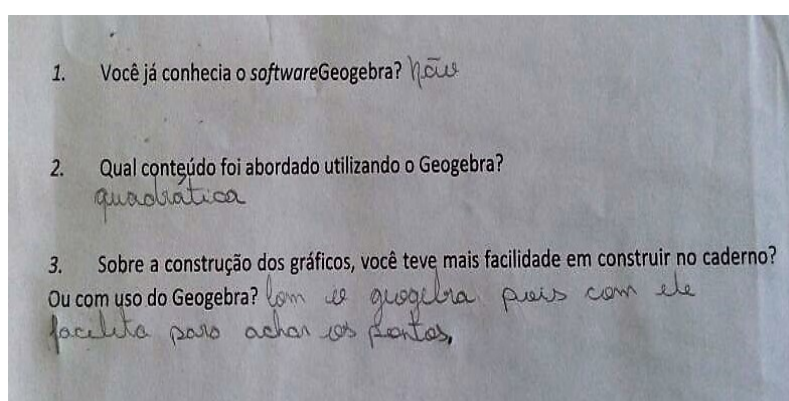 1. Você já conhecia o softwareGeogebra? Não
2. Qual conteúdo foi abordado utilizando o Geogebra?
quadrática
3. Sobre a construção dos gráficos, você teve mais facilidade em construir no caderno?
Ou com uso do Geogebra? Com o geogebra. pois com ele
facilita para achar os pontos,